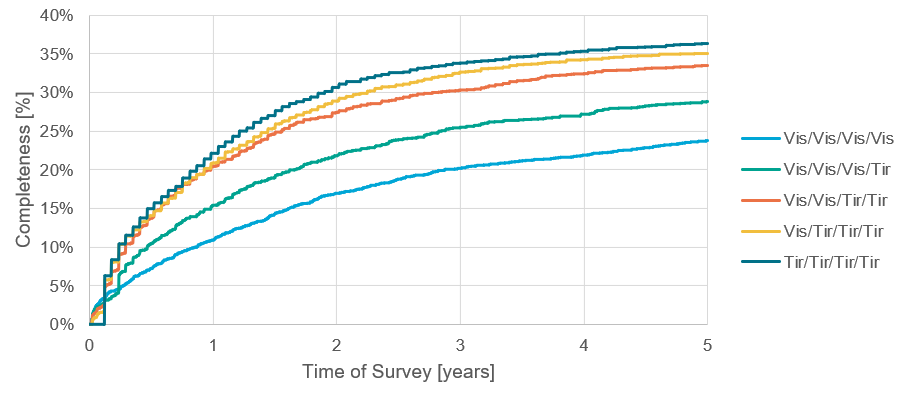 40%
35%
30%
25%
20%
15%
10%
5%
0%
Completeness [%]
0 1 2 3 4 5
Time of Survey [years]
Vis/Vis/Vis/Vis
Vis/Vis/Vis/Tir
Vis/Vis/Tir/Tir
Vis/Tir/Tir/Tir
Tir/Tir/Tir/Tir